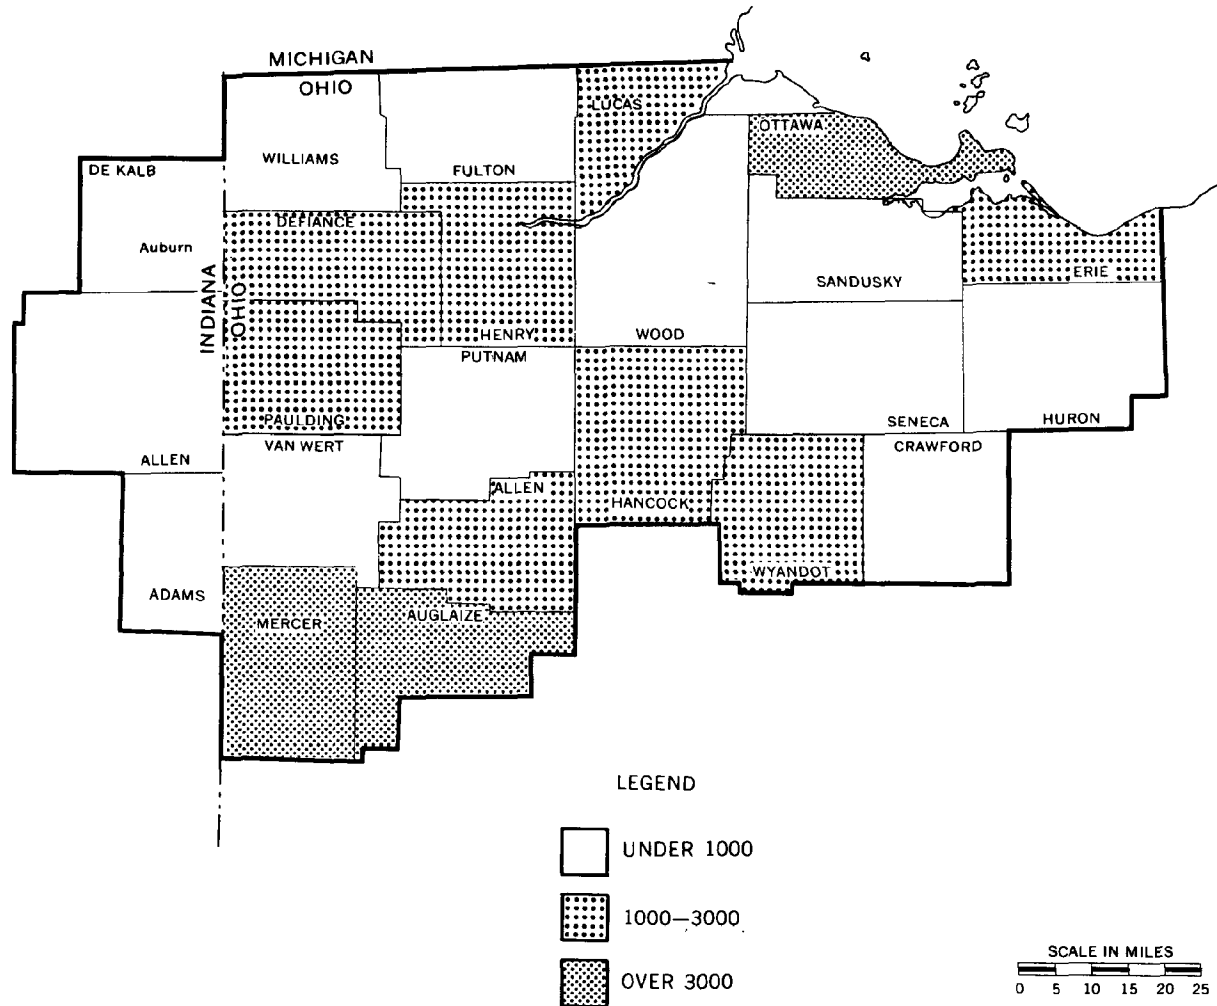 MICHIGAN
OHIO
LUCAS
OTTAWA
WILLIAMS
FULTON
DE KALB
DEFIANCE
Auburn
SANDUSKY
ERIE
INDIANA
OHIO
HENRY
WOOD
PUTNAM
PAULDING
SENECA
HURON
VAN WERT
CRAWFORD
ALLEN
ALLEN
HANCOCK
WYANDOT
ADAMS
MERCER
AUGLAIZE
LEGEND
UNDER 1000
1000—3000
OVER 3000
SCALE IN MILES
0 5 10 15 20 25